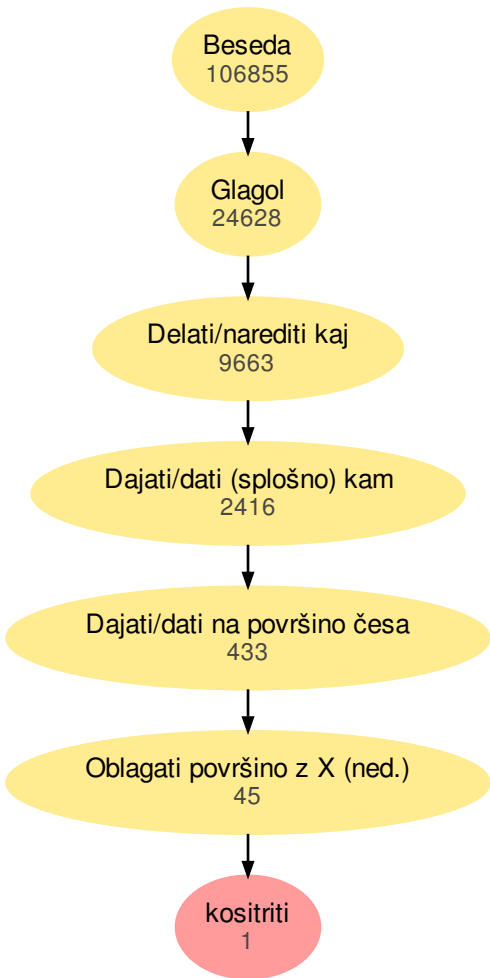 Beseda
106855
Glagol
24628
Delati/narediti kaj
9663
Dajati/dati (splošno) kam
2416
Dajati/dati na površino česa
433
Oblagati površino z X (ned.)
45
kositriti
1